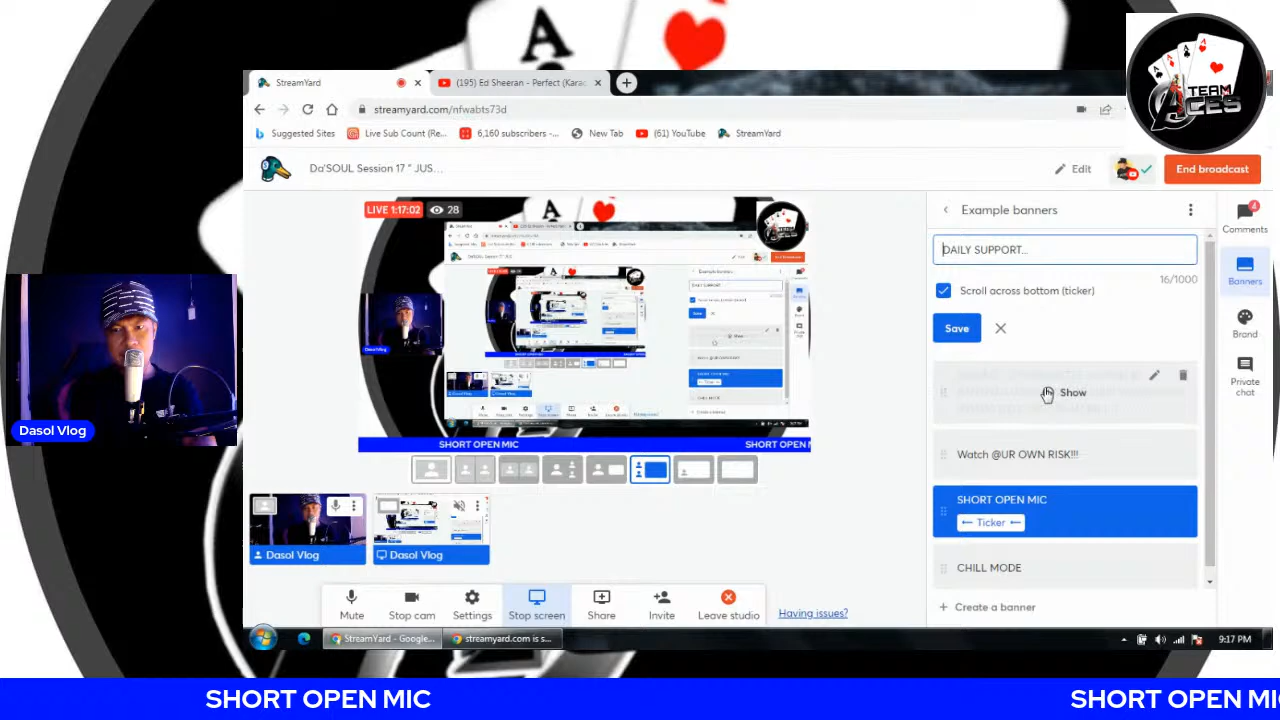 A
TEAM
ACES
StreamYard
(195) Ed Sheeran - Perfect (Karac
streamyard.com/nfwabts73d
Suggested Sites
Live Sub Count (Re...
6,160 subscribers -...
New Tab
(61) YouTube
StreamYard
Da'SOUL Session 17 " JUS...
Edit
End broadcast
LIVE 1:17:02
28
Example banners
4
Comments
DAILY SUPPORT...
16/1000
Scroll across bottom (ticker)
Save
Banners
Brand
Private
chat
Show
Watch @UR OWN RISK!!!
SHORT OPEN MIC
Ticker
CHILL MODE
Create a banner
SHORT OPEN MIC
SHORT OPEN M
Dasol Vlog
Dasol Vlog
Dasol Vlog
Mute
Stop cam
Settings
Stop screen
Share
Invite
Leave studio
Having issues?
StreamYard - Google...
streamyard.com is s...
9:17 PM
SHORT OPEN MIC
SHORT OPEN MI